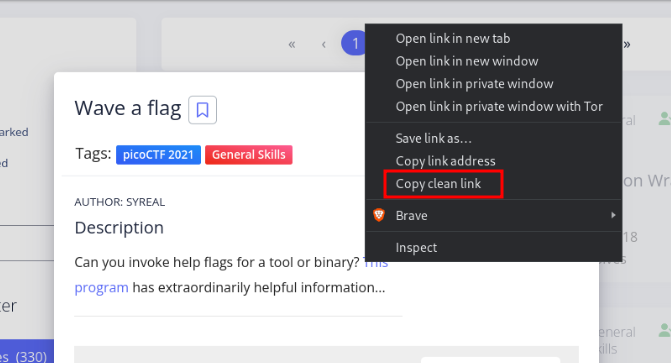 « ‹ 1 »
Open link in new tab
Open link in new window
Open link in private window
Open link in private window with Tor
Save link as...
Copy link address
Copy clean link
Brave
Inspect
Wave a flag
Tags: picoCTF 2021 General Skills
AUTHOR: SYREAL
Description
Can you invoke help flags for a tool or binary? This
program has extraordinarily helpful information...
arked
d
ter
es (330)
eral
on Wr
18
ves
eneral
kills